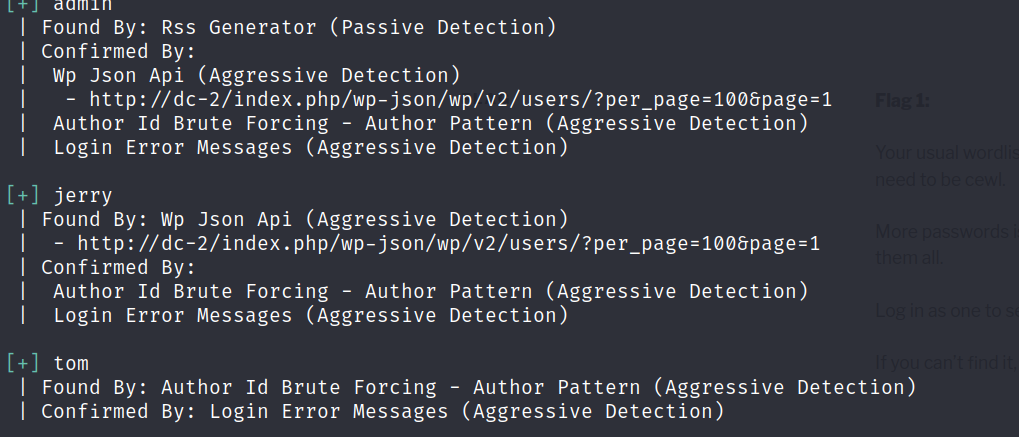 [+] admin
| Found By: Rss Generator (Passive Detection)
| Confirmed By:
|  Wp Json Api (Aggressive Detection)
|   - http://dc-2/index.php/wp-json/wp/v2/users/?per_page=100&page=1
|  Author Id Brute Forcing - Author Pattern (Aggressive Detection)
|  Login Error Messages (Aggressive Detection)
[+] jerry
| Found By: Wp Json Api (Aggressive Detection)
|  - http://dc-2/index.php/wp-json/wp/v2/users/?per_page=100&page=1
| Confirmed By:
|  Author Id Brute Forcing - Author Pattern (Aggressive Detection)
|  Login Error Messages (Aggressive Detection)
[+] tom
| Found By: Author Id Brute Forcing - Author Pattern (Aggressive Detection)
| Confirmed By: Login Error Messages (Aggressive Detection)
Flag 1:
Your usual
need to be cewl.
More passwords
them all.
Log in as one to
If you can't find it,